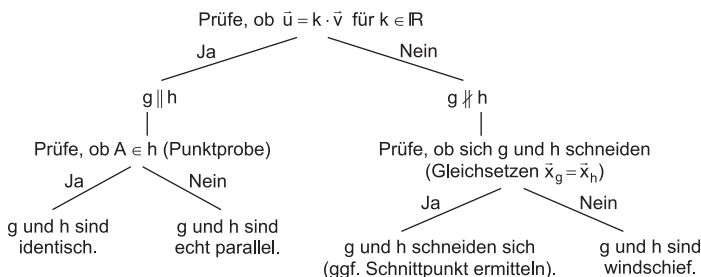 Prüfe, ob u⃗ = k · v⃗ für k ∈ ℝ
Ja
Nein
g ∥ h
g ∦ h
Prüfe, ob A ∈ h (Punktprobe)
Prüfe, ob sich g und h schneiden
(Gleichsetzen x⃗g = x⃗h)
Ja
Nein
Ja
Nein
g und h sind
identisch.
g und h sind
echt parallel.
g und h schneiden sich
(ggf. Schnittpunkt ermitteln).
g und h sind
windschief.